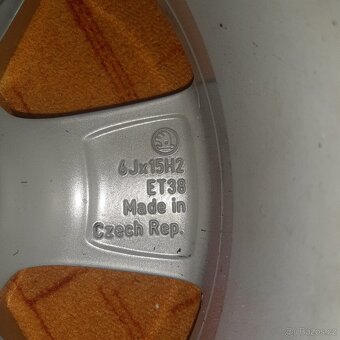 6Jx15H2
ET38
Made in
Czech Rep.